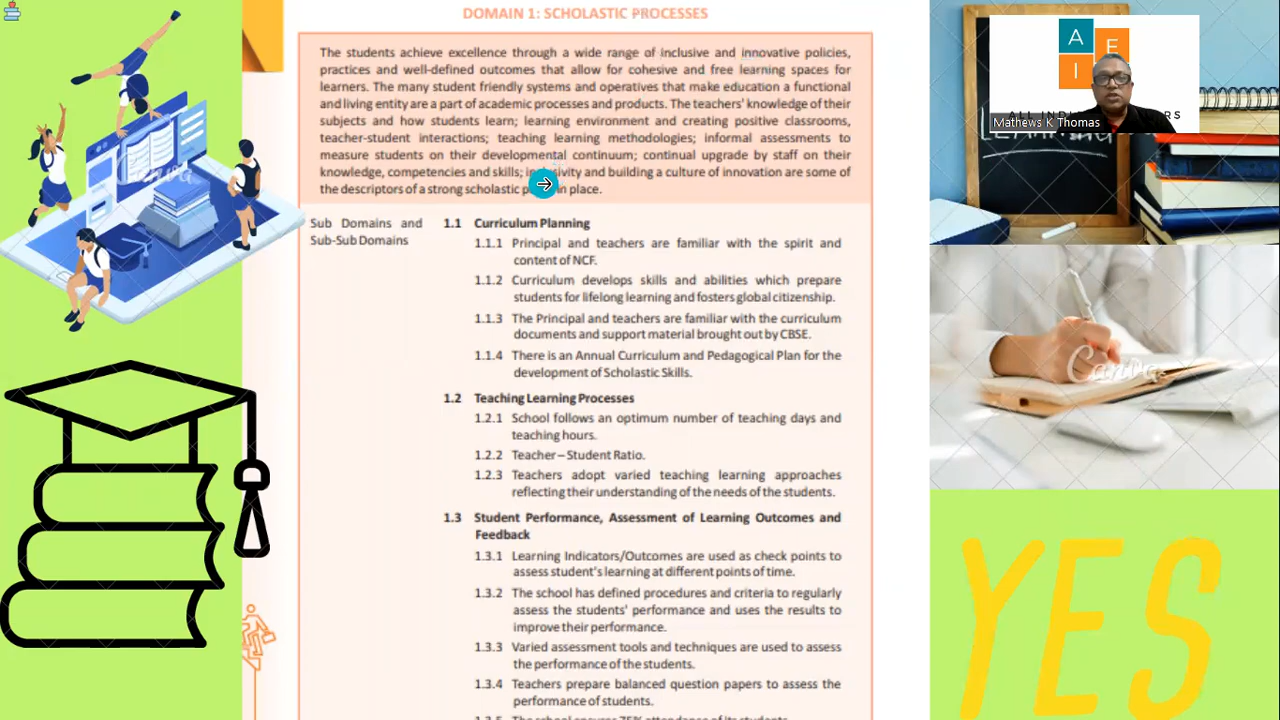 DOMAIN 1: SCHOLASTIC PROCESSES
The students achieve excellence through a wide range of inclusive and innovative policies,
practices and well-defined outcomes that allow for cohesive and free learning spaces for
learners. The many student friendly systems and operatives that make education a functional
and living entity are a part of academic processes and products. The teachers' knowledge of their
subjects and how students learn; learning environment and creating positive classrooms,
teacher-student interactions; teaching learning methodologies; informal assessments to
measure students on their developmental continuum; continual upgrade by staff on their
knowledge, competencies and skills; inclusivity and building a culture of innovation are some of
the descriptors of a strong scholastic in place.
Sub Domains and
Sub-Sub Domains
1.1 Curriculum Planning
1.1.1 Principal and teachers are familiar with the spirit and
content of NCF.
1.1.2 Curriculum develops skills and abilities which prepare
students for lifelong learning and fosters global citizenship.
1.1.3 The Principal and teachers are familiar with the curriculum
documents and support material brought out by CBSE.
1.1.4 There is an Annual Curriculum and Pedagogical Plan for the
development of Scholastic Skills.
1.2 Teaching Learning Processes
1.2.1 School follows an optimum number of teaching days and
teaching hours.
1.2.2 Teacher – Student Ratio.
1.2.3 Teachers adopt varied teaching learning approaches
reflecting their understanding of the needs of the students.
1.3 Student Performance, Assessment of Learning Outcomes and
Feedback
1.3.1 Learning Indicators/Outcomes are used as check points to
assess student's learning at different points of time.
1.3.2 The school has defined procedures and criteria to regularly
assess the students' performance and uses the results to
improve their performance.
1.3.3 Varied assessment tools and techniques are used to assess
the performance of the students.
1.3.4 Teachers prepare balanced question papers to assess the
performance of students.
1.3.5 The school ensures 75% attendance of its students
A E
I
Mathews K Thomas
Canva
Canva
YES